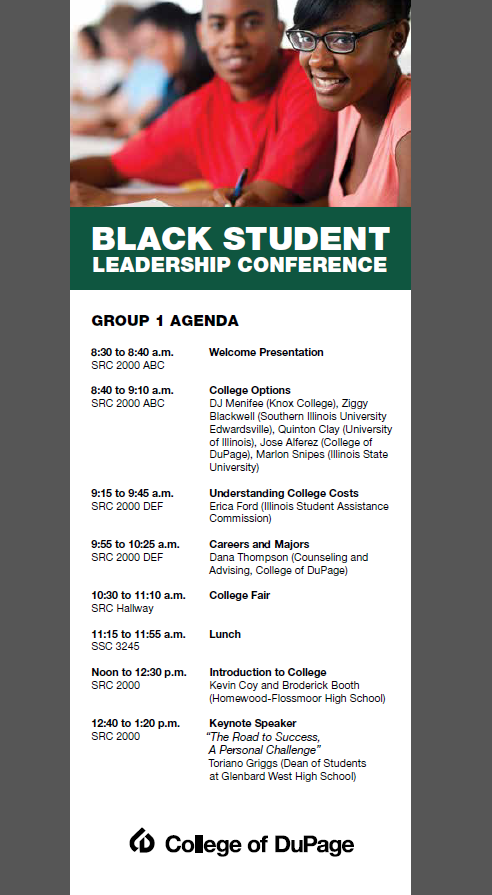 BLACK STUDENT
LEADERSHIP CONFERENCE
GROUP 1 AGENDA
8:30 to 8:40 a.m. Welcome Presentation
SRC 2000 ABC
8:40 to 9:10 a.m. College Options
SRC 2000 ABC DJ Menifee (Knox College), Ziggy
Blackwell (Southern Illinois University
Edwardsville), Quinton Clay (University
of Illinois), Jose Alferez (College of
DuPage), Marlon Snipes (Illinois State
University)
9:15 to 9:45 a.m. Understanding College Costs
SRC 2000 DEF Erica Ford (Illinois Student Assistance
Commission)
9:55 to 10:25 a.m. Careers and Majors
SRC 2000 DEF Dana Thompson (Counseling and
Advising, College of DuPage)
10:30 to 11:10 a.m. College Fair
SRC Hallway
11:15 to 11:55 a.m. Lunch
SSC 3245
Noon to 12:30 p.m. Introduction to College
SRC 2000 Kevin Coy and Broderick Booth
(Homewood-Flossmoor High School)
12:40 to 1:20 p.m. Keynote Speaker
SRC 2000 “The Road to Success,
A Personal Challenge”
Toriano Griggs (Dean of Students
at Glenbard West High School)
College of DuPage